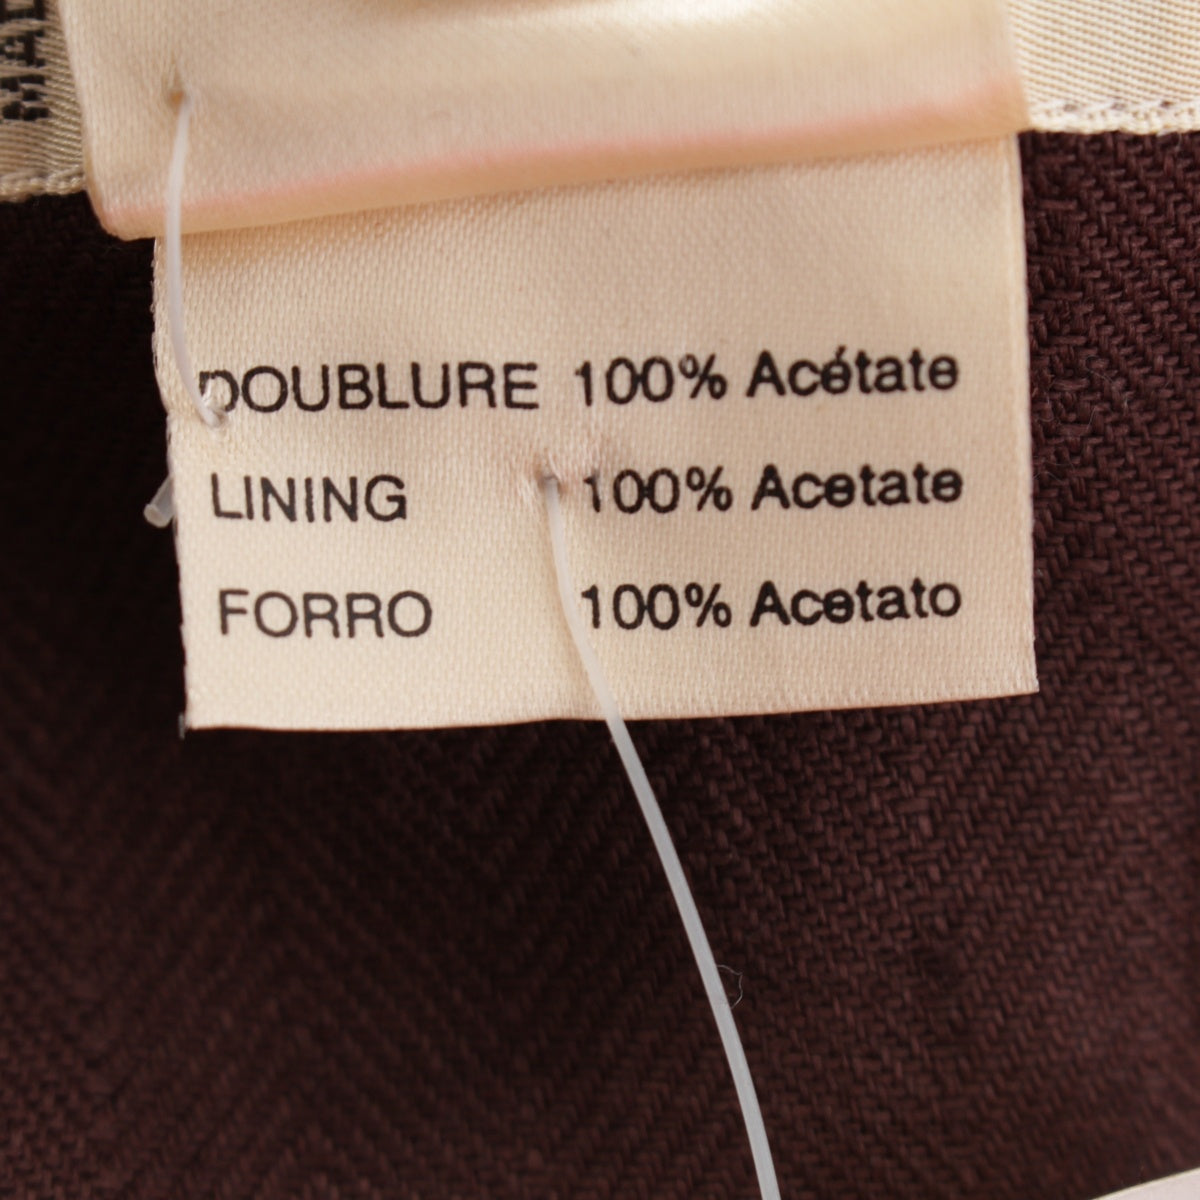 DOUBLURE 100% Acétate
LINING 100% Acetate
FORRO 100% Acetato